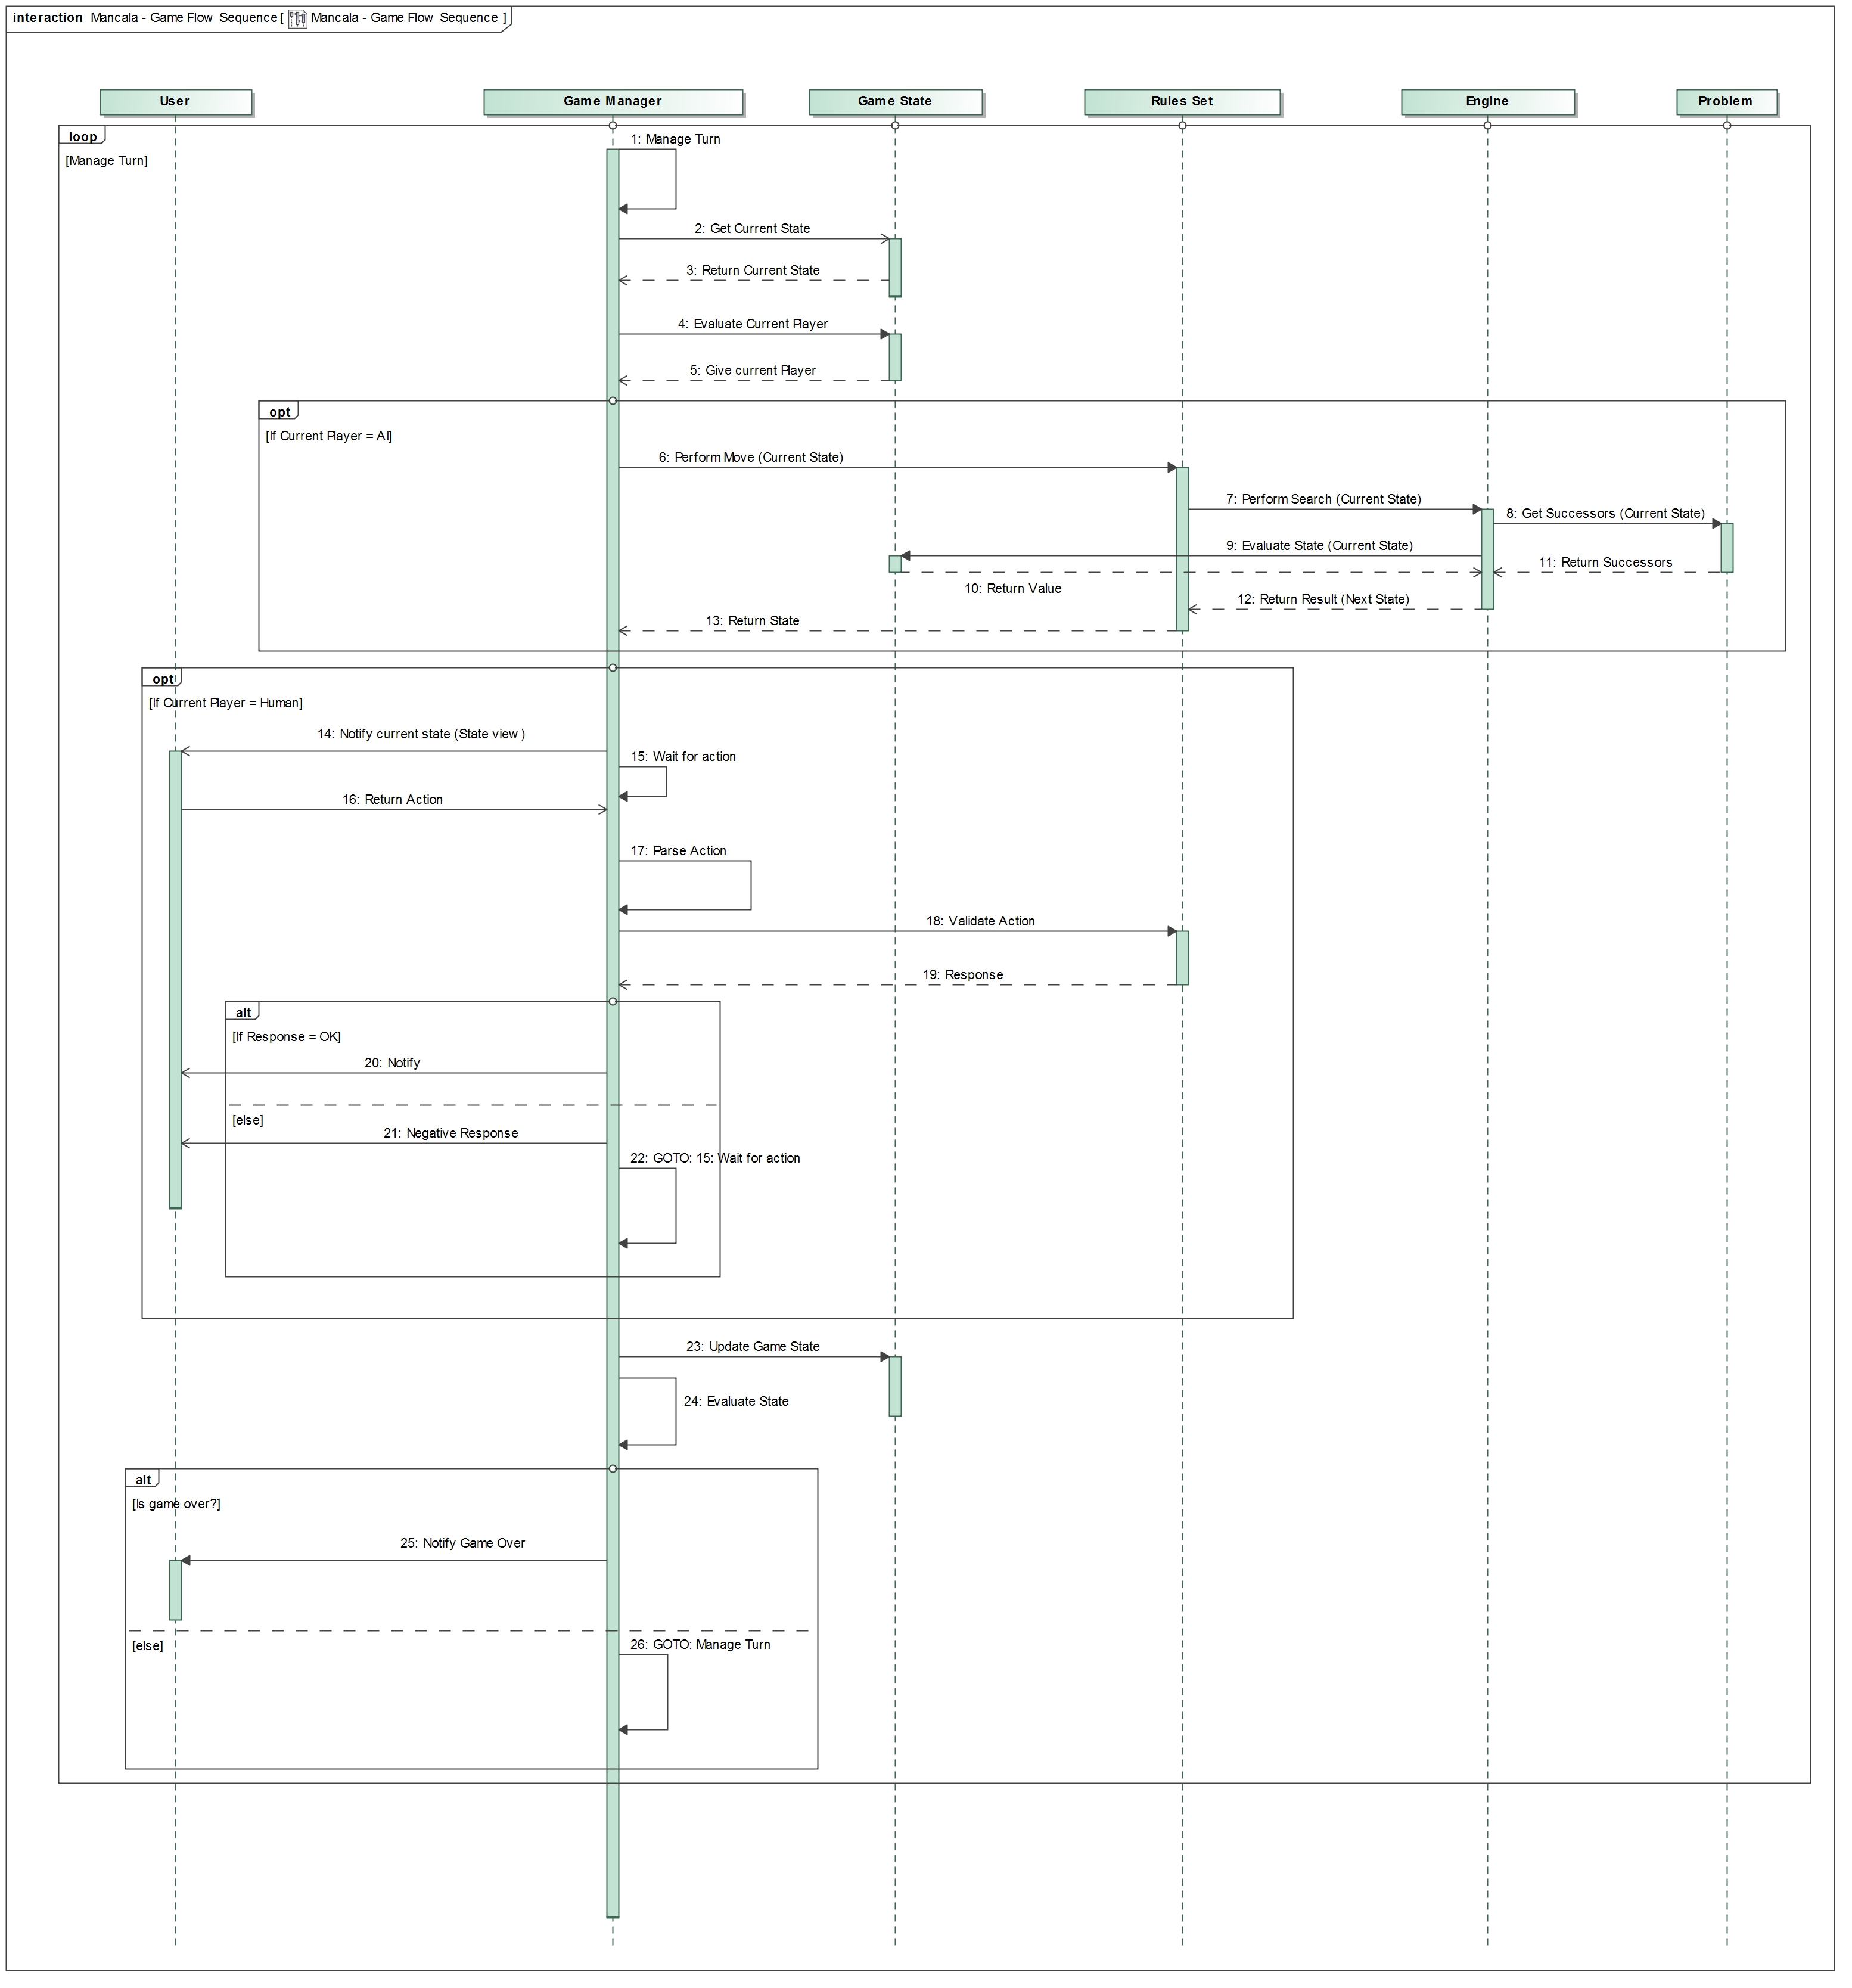 interaction Mancala - Game Flow Sequence [ Mancala - Game Flow Sequence ]
User
Game Manager
Game State
Rules Set
Engine
Problem
loop
[Manage Turn]
1: Manage Turn
2: Get Current State
3: Return Current State
4: Evaluate Current Player
5: Give current Player
opt
[If Current Player = AI]
6: Perform Move (Current State)
7: Perform Search (Current State)
8: Get Successors (Current State)
9: Evaluate State (Current State)
11: Return Successors
10: Return Value
12: Return Result (Next State)
13: Return State
opt
[If Current Player = Human]
14: Notify current state (State view )
15: Wait for action
16: Return Action
17: Parse Action
18: Validate Action
19: Response
alt
[If Response = OK]
20: Notify
[else]
21: Negative Response
22: GOTO: 15: Wait for action
23: Update Game State
24: Evaluate State
alt
[Is game over?]
25: Notify Game Over
[else]
26: GOTO: Manage Turn